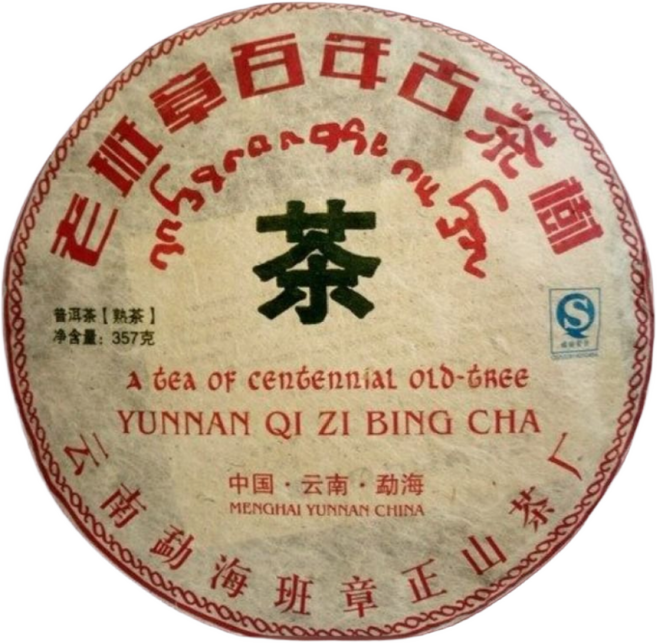 老班章百年古茶樹
茶
普洱茶【熟茶】
净含量：357克
A TEA OF CENTENNIAL OLD-TREE
YUNNAN QI ZI BING CHA
中国·云南·勐海
MENGHAI YUNNAN CHINA
云南勐海班章正山茶厂